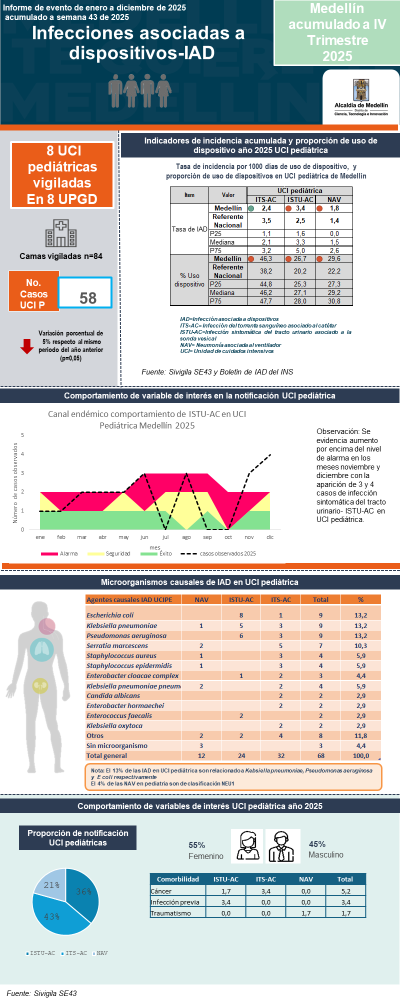 Informe de evento de enero a diciembre de 2025
acumulado a semana 43 de 2025
Infecciones asociadas a
dispositivos-IAD
Medellín
acumulado a IV
Trimestre
2025
Alcaldía de Medellín
Distrito de
Ciencia, Tecnología e Innovación
8 UCI
pediátricas
vigiladas
En 8 UPGD
Camas vigiladas n=84
No.
Casos
UCI P
58
Variación porcentual de
5% respecto al mismo
periodo del año anterior
(p=0,05)
Indicadores de incidencia acumulada y proporción de uso de
dispositivo año 2025 UCI pediátrica
Tasa de incidencia por 1000 días de uso de dispositivo, y
proporción de uso de dispositivos en UCI pediátrica de Medellín
Item Valor UCI pediátrica
ITS-AC ISTU-AC NAV
Tasa de IAD
Medellín 2,4 3,4 1,8
Referente Nacional 3,5 2,5 1,4
P25 1,1 1,6 0,0
Mediana 2,1 3,3 1,5
P75 3,2 5,0 2,6
% Uso dispositivo
Medellín 46,3 26,7 29,6
Referente Nacional 38,2 20,2 22,2
P25 44,8 25,3 27,3
Mediana 46,2 27,1 29,2
P75 47,7 28,0 30,8
IAD=Infección asociada a dispositivos
ITS-AC= Infección del torrente sanguíneo asociado al catéter
ISTU-AC=Infección sintomática del tracto urinario asociado a la
sonda vesical
NAV= Neumonía asociada al ventilador
UCI= Unidad de cuidados intensivos
Fuente: Sivigila SE43 y Boletín de IAD del INS
Comportamiento de variable de interés en la notificación UCI pediátrica
Canal endémico comportamiento de ISTU-AC en UCI
Pediátrica Medellín 2025
Número de casos observados
5
4
3
2
1
0
ene feb mar abr may jun jul ago sep oct nov dic
mes
Alarma Seguridad Éxito casos observados 2025
Observación. Se
evidencia aumento
por encima del nivel
de alarma en los
meses noviembre y
diciembre con la
aparición de 3 y 4
casos de infección
sintomática del tracto
urinario- ISTU-AC en
UCI pediátrica.
Microorganismos causales de IAD en UCI pediátrica
Agentes causales IAD UCIPE NAV ISTU-AC ITS-AC Total %
Escherichia coli 8 1 9 13,2
Klebsiella pneumoniae 1 5 3 9 13,2
Pseudomonas aeruginosa 6 3 9 13,2
Serratia marcescens 2 5 7 10,3
Staphylococcus aureus 1 3 4 5,9
Staphylococcus epidermidis 1 3 4 5,9
Enterobacter cloacae complex 1 2 3 4,4
Klebsiella pneumoniae pneum 2 2 4 5,9
Candida albicans 2 2 2,9
Enterobacter hormaechei 2 2 2,9
Enterococcus faecalis 2 2 2,9
Klebsiella oxytoca 2 2 2,9
Otros 2 2 4 8 11,8
Sin microorganismo 3 3 4,4
Total general 12 24 32 68 100,0
Nota: El 13% de las IAD en UCI pediátrica son relacionado a Kebsiella pneumoniae, Pseudomonas aeruginosa
y E coli respectivamente
El 4% de las NAV en pediatría son de clasificación NEU1
Comportamiento de variables de interés UCI pediátrica año 2025
Proporción de notificación
UCI pediátricas
21%
36%
43%
ISTU-AC ITS-AC NAV
55%
Femenino
45%
Masculino
Comorbilidad ISTU-AC ITS-AC NAV Total
Cáncer 1,7 3,4 0,0 5,2
Infección previa 3,4 0,0 0,0 3,4
Traumatismo 0,0 0,0 1,7 1,7
Fuente: Sivigila SE43